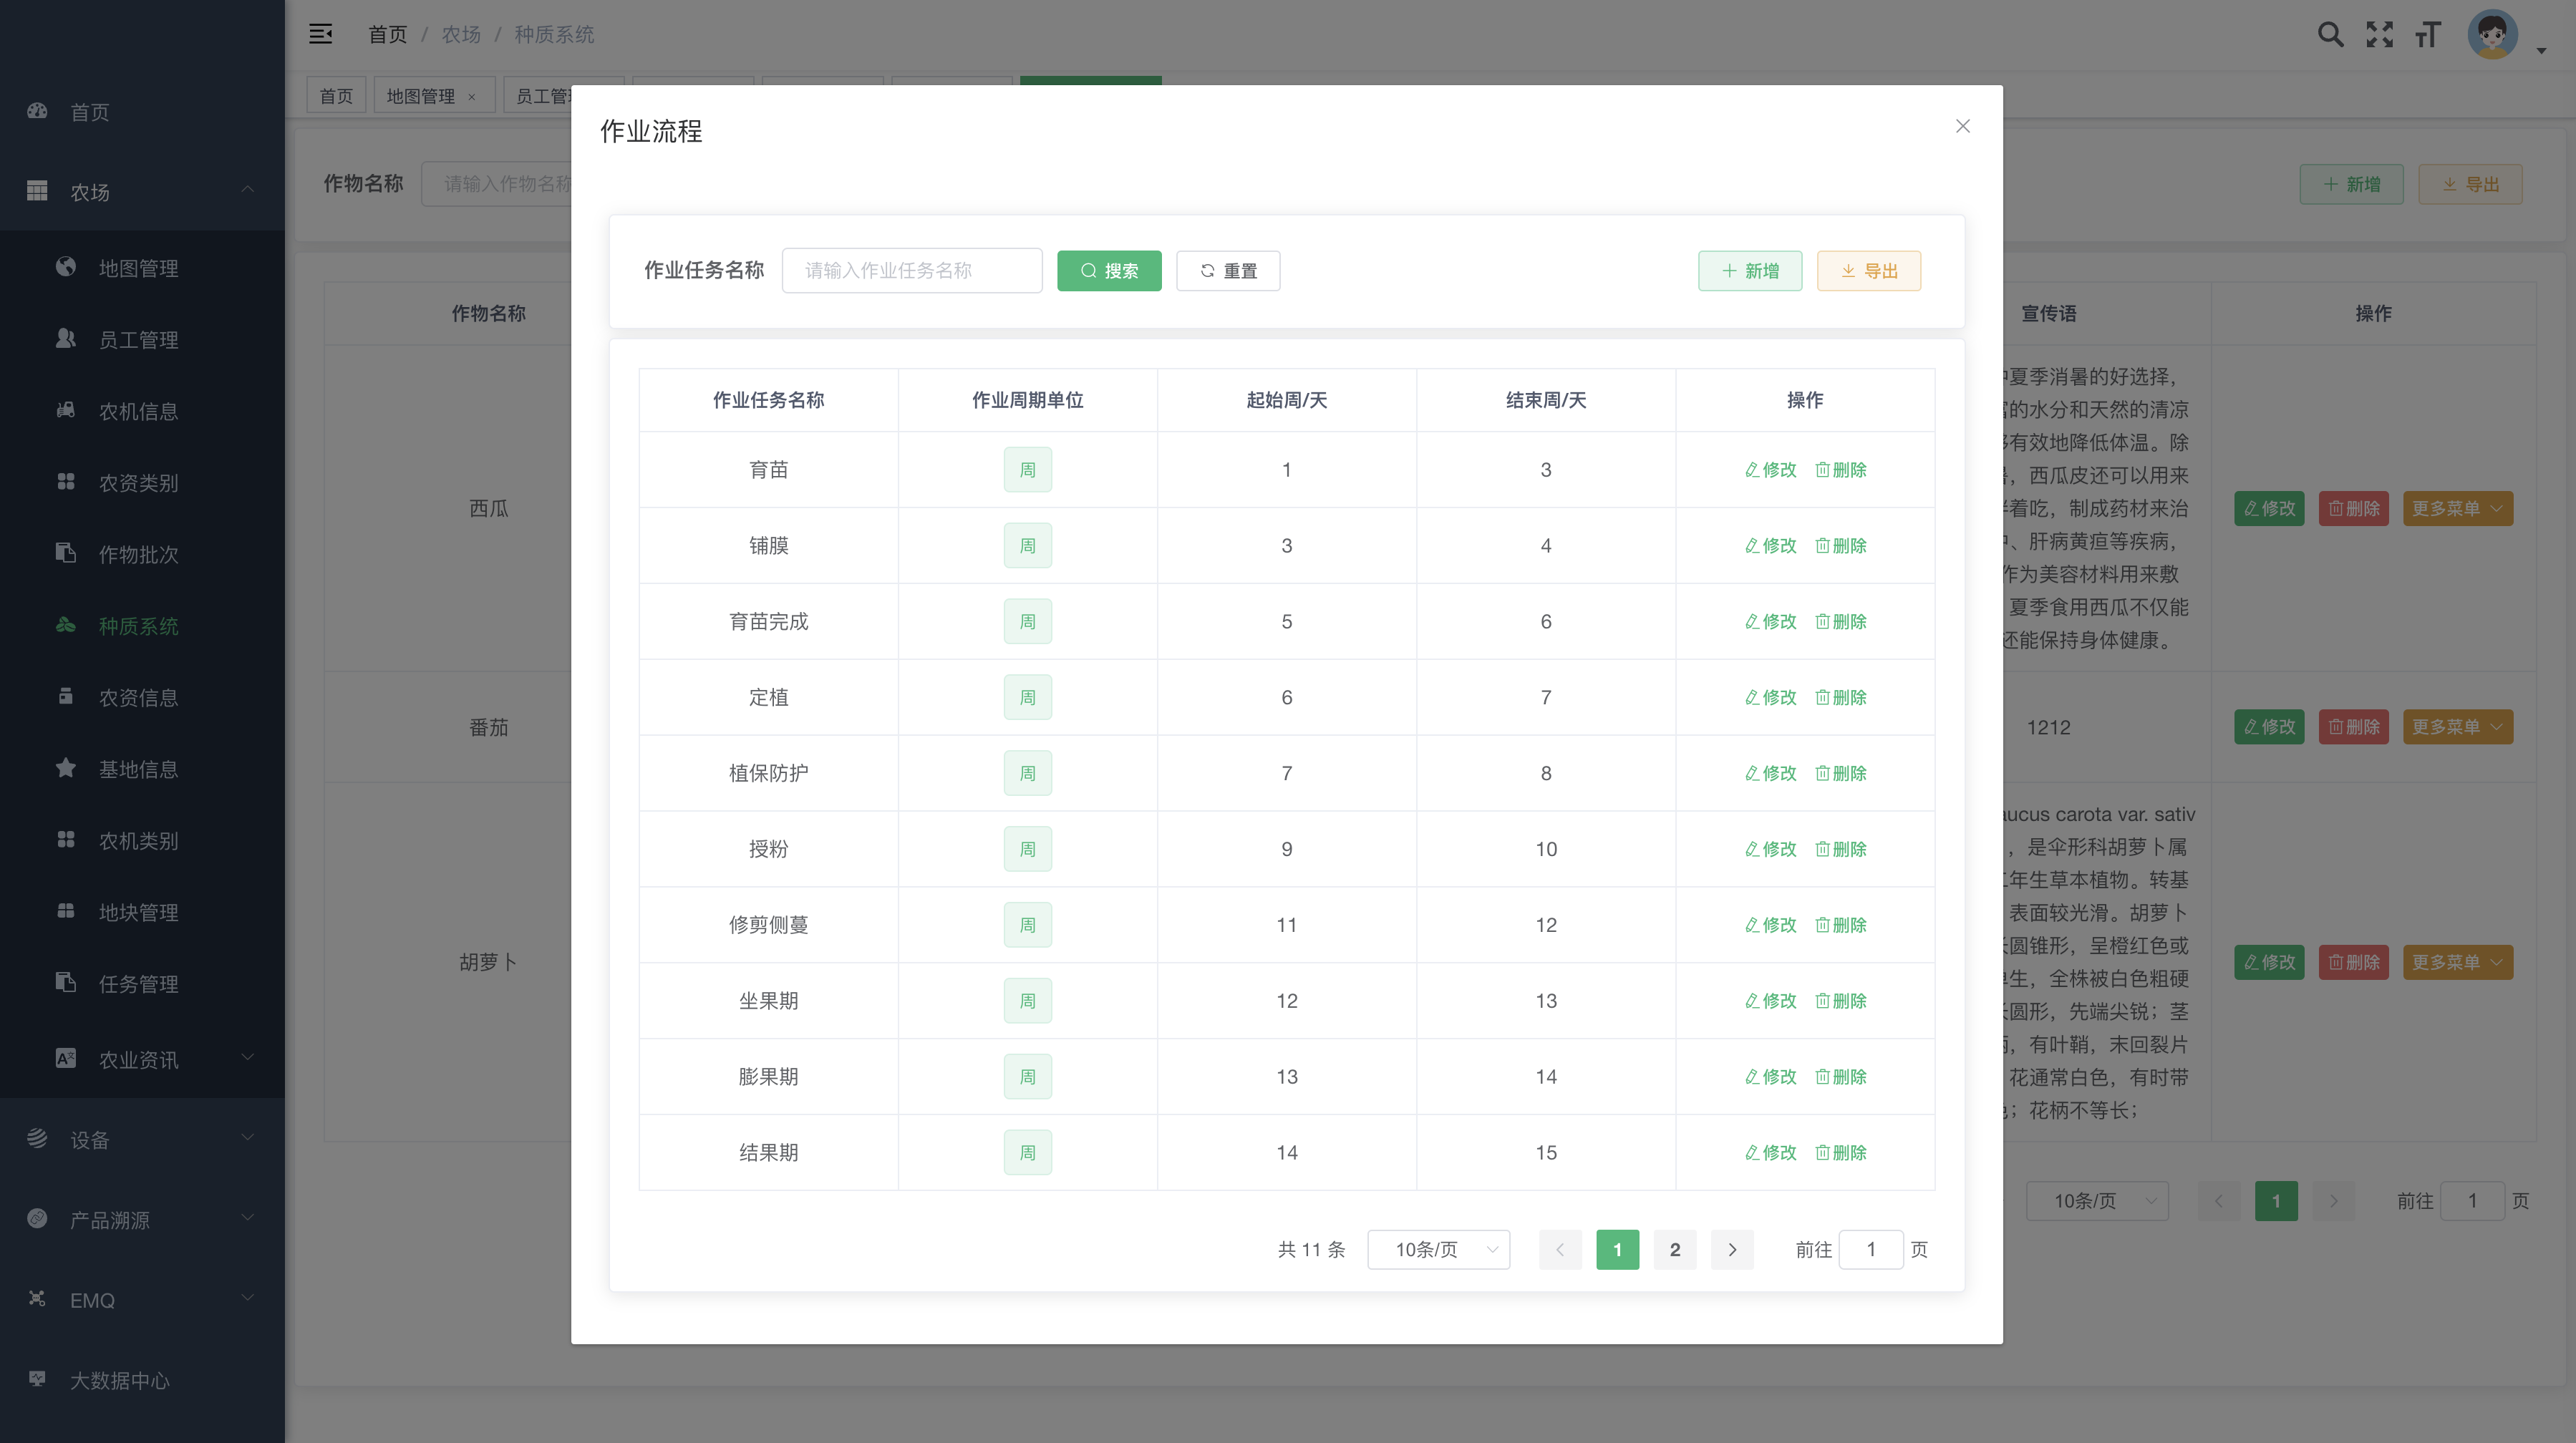 首页 / 农场 / 种质系统
首页
地图管理 ×
员工管
首页
农场
地图管理
员工管理
农机信息
农资类别
作物批次
种质系统
农资信息
基地信息
农机类别
地块管理
任务管理
农业资讯
设备
产品溯源
EMQ
大数据中心
作物名称 请输入作物名称
新增 导出
作物名称
西瓜
番茄
胡萝卜
作业流程
作业任务名称 请输入作业任务名称 搜索 重置 新增 导出
作业任务名称 作业周期单位 起始周/天 结束周/天 操作
育苗 周 1 3 修改 删除
铺膜 周 3 4 修改 删除
育苗完成 周 5 6 修改 删除
定植 周 6 7 修改 删除
植保防护 周 7 8 修改 删除
授粉 周 9 10 修改 删除
修剪侧蔓 周 11 12 修改 删除
坐果期 周 12 13 修改 删除
膨果期 周 13 14 修改 删除
结果期 周 14 15 修改 删除
共 11 条 10条/页 1 2 前往 1 页
宣传语 操作
夏季消暑的好选择，
的水分和天然的清凉
有效地降低体温。除
，西瓜皮还可以用来
着吃，制成药材来治
、肝病黄疸等疾病，
作为美容材料用来敷
夏季食用西瓜不仅能
还能保持身体健康。
修改 删除 更多菜单
1212 修改 删除 更多菜单
aucus carota var. sativ
，是伞形科胡萝卜属
年生草本植物。转基
表面较光滑。胡萝卜
圆锥形，呈橙红色或
生，全株被白色粗硬
圆形，先端尖锐；茎
，有叶鞘，末回裂片
花通常白色，有时带
；花柄不等长；
修改 删除 更多菜单
10条/页 1 前往 1 页